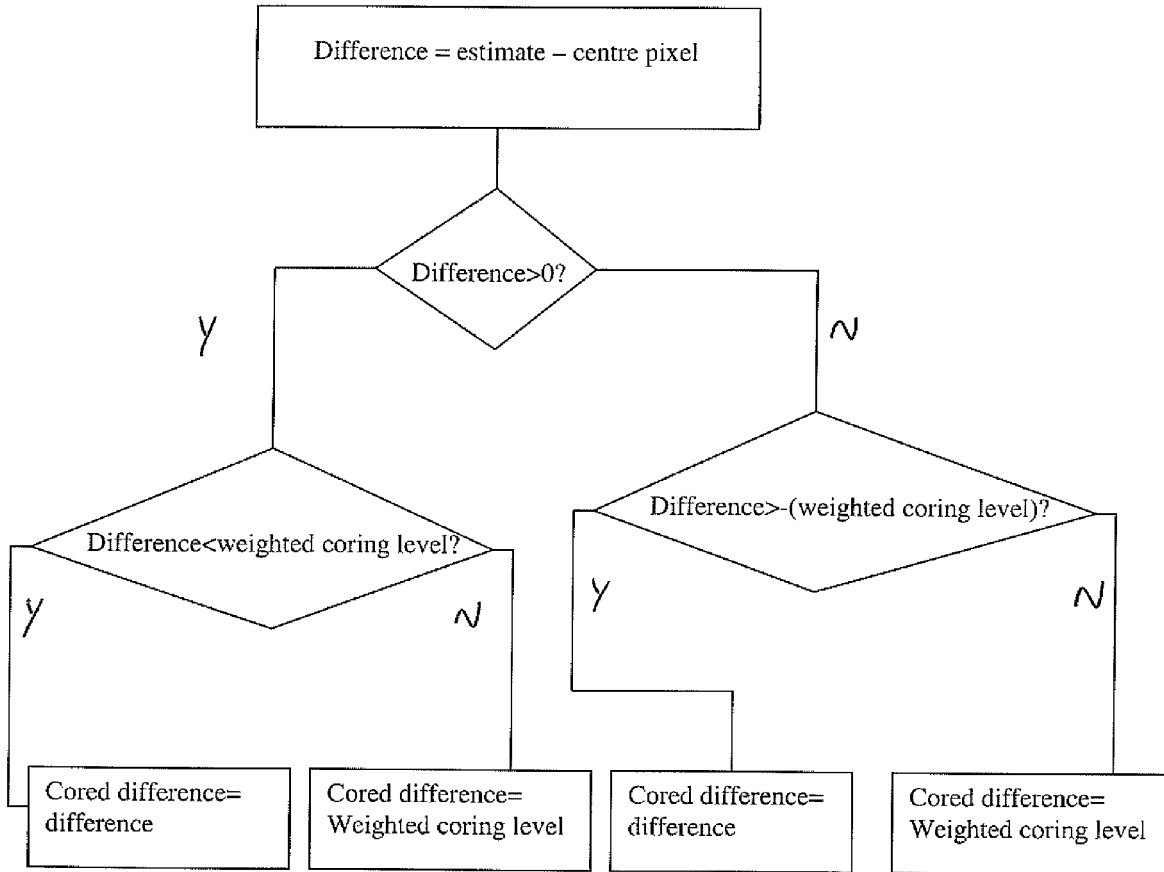 Difference = estimate – centre pixel
Difference>0?
Y
N
Difference<weighted coring level?
Difference>-(weighted coring level)?
Y
N
Y
N
Cored difference=
difference
Cored difference=
Weighted coring level
Cored difference=
difference
Cored difference=
Weighted coring level